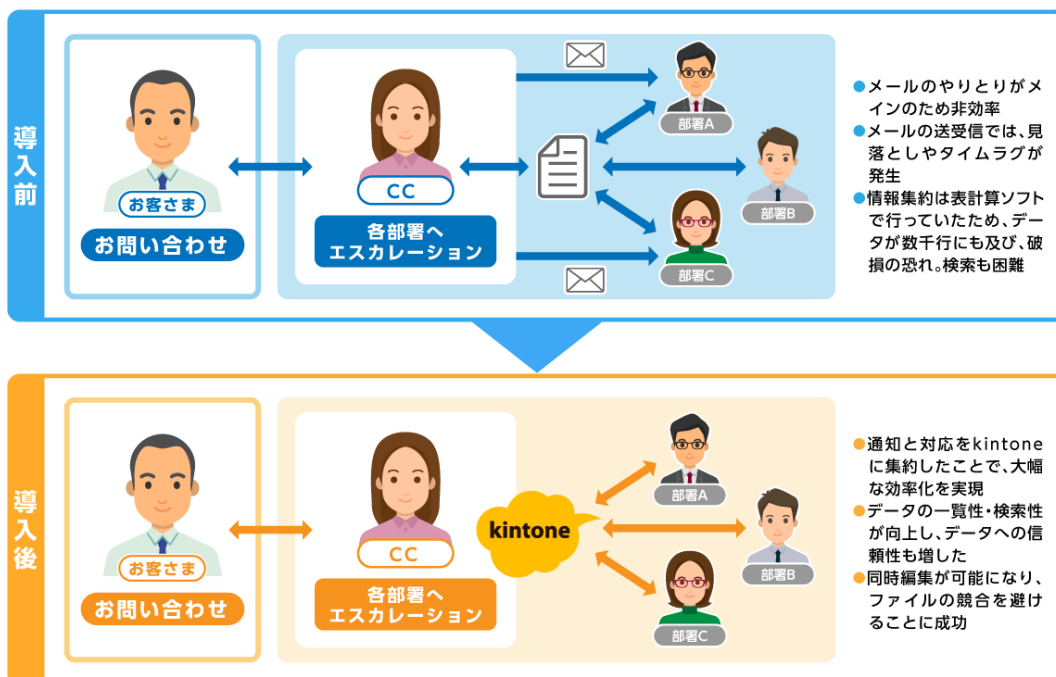 導入前
お客さま
お問い合わせ
CC
各部署へ
エスカレーション
部署A
部署B
部署C
●メールのやりとりがメ
インのため非効率
●メールの送受信では、見
落としやタイムラグが
発生
●情報集約は表計算ソフト
で行っていたため、デー
タが数千行にも及び、破
損の恐れ。検索も困難
導入後
お客さま
お問い合わせ
CC
各部署へ
エスカレーション
kintone
部署A
部署B
部署C
●通知と対応をkintone
に集約したことで、大幅
な効率化を実現
●データの一覧性・検索性
が向上し、データへの信
頼性も増した
●同時編集が可能になり、
ファイルの競合を避け
ることに成功